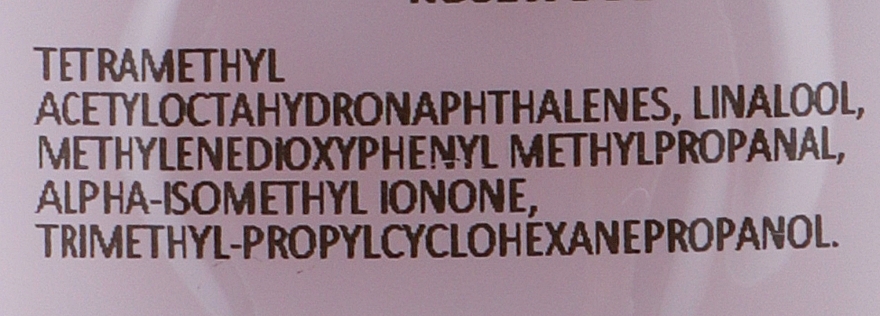 TETRAMETHYL
ACETYLOCTAHYDRONAPHTHALENES, LINALOOL,
METHYLENEDIOXYPHENYL METHYLPROPANAL,
ALPHA-ISOMETHYL IONONE,
TRIMETHYL-PROPYLCYCLOHEXANEPROPANOL.